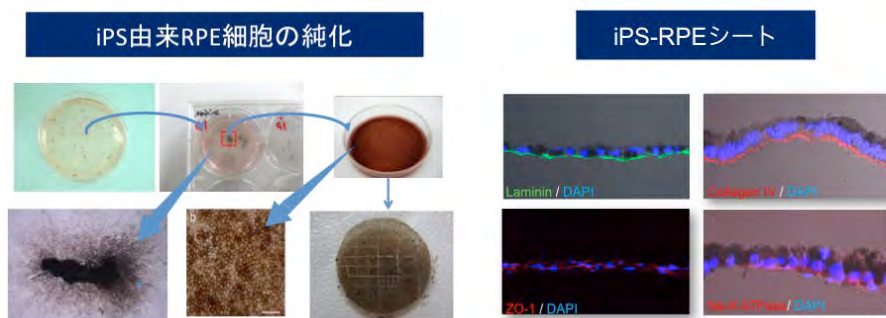 iPS由来RPE細胞の純化
iPS-RPEシート
Laminin / DAPI
Collagen IV / DAPI
b
ZO-1 / DAPI
Na/K ATPase / DAPI